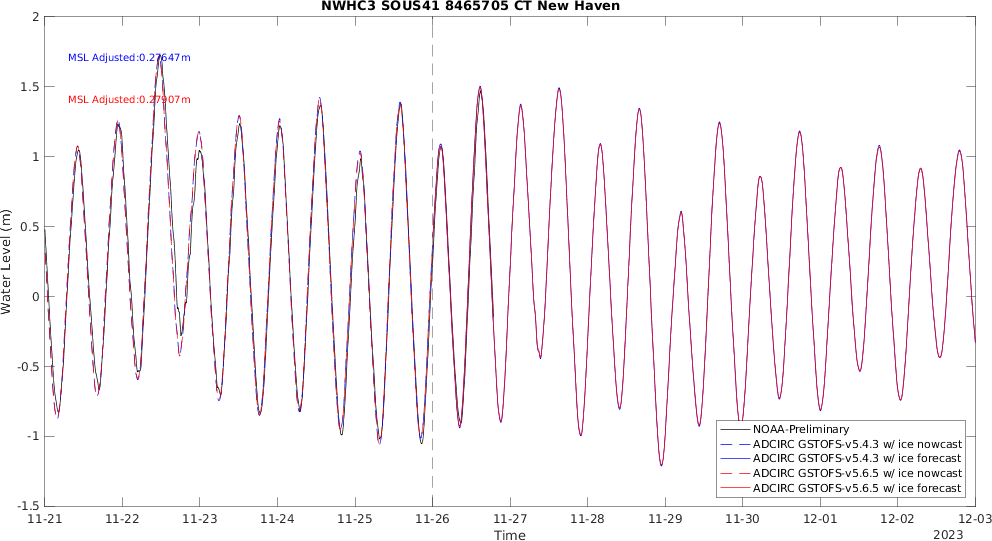 NWHC3 SOUS41 8465705 CT New Haven
2
MSL Adjusted:0.27647m
1.5
MSL Adjusted:0.27907m
1
0.5
Water Level (m)
0
-0.5
-1
-1.5
NOAA-Preliminary
ADCIRC GSTOFS-v5.4.3 w/ ice nowcast
ADCIRC GSTOFS-v5.4.3 w/ ice forecast
ADCIRC GSTOFS-v5.6.5 w/ ice nowcast
ADCIRC GSTOFS-v5.6.5 w/ ice forecast
11-21 11-22 11-23 11-24 11-25 11-26 11-27 11-28 11-29 11-30 12-01 12-02 12-03
Time
2023